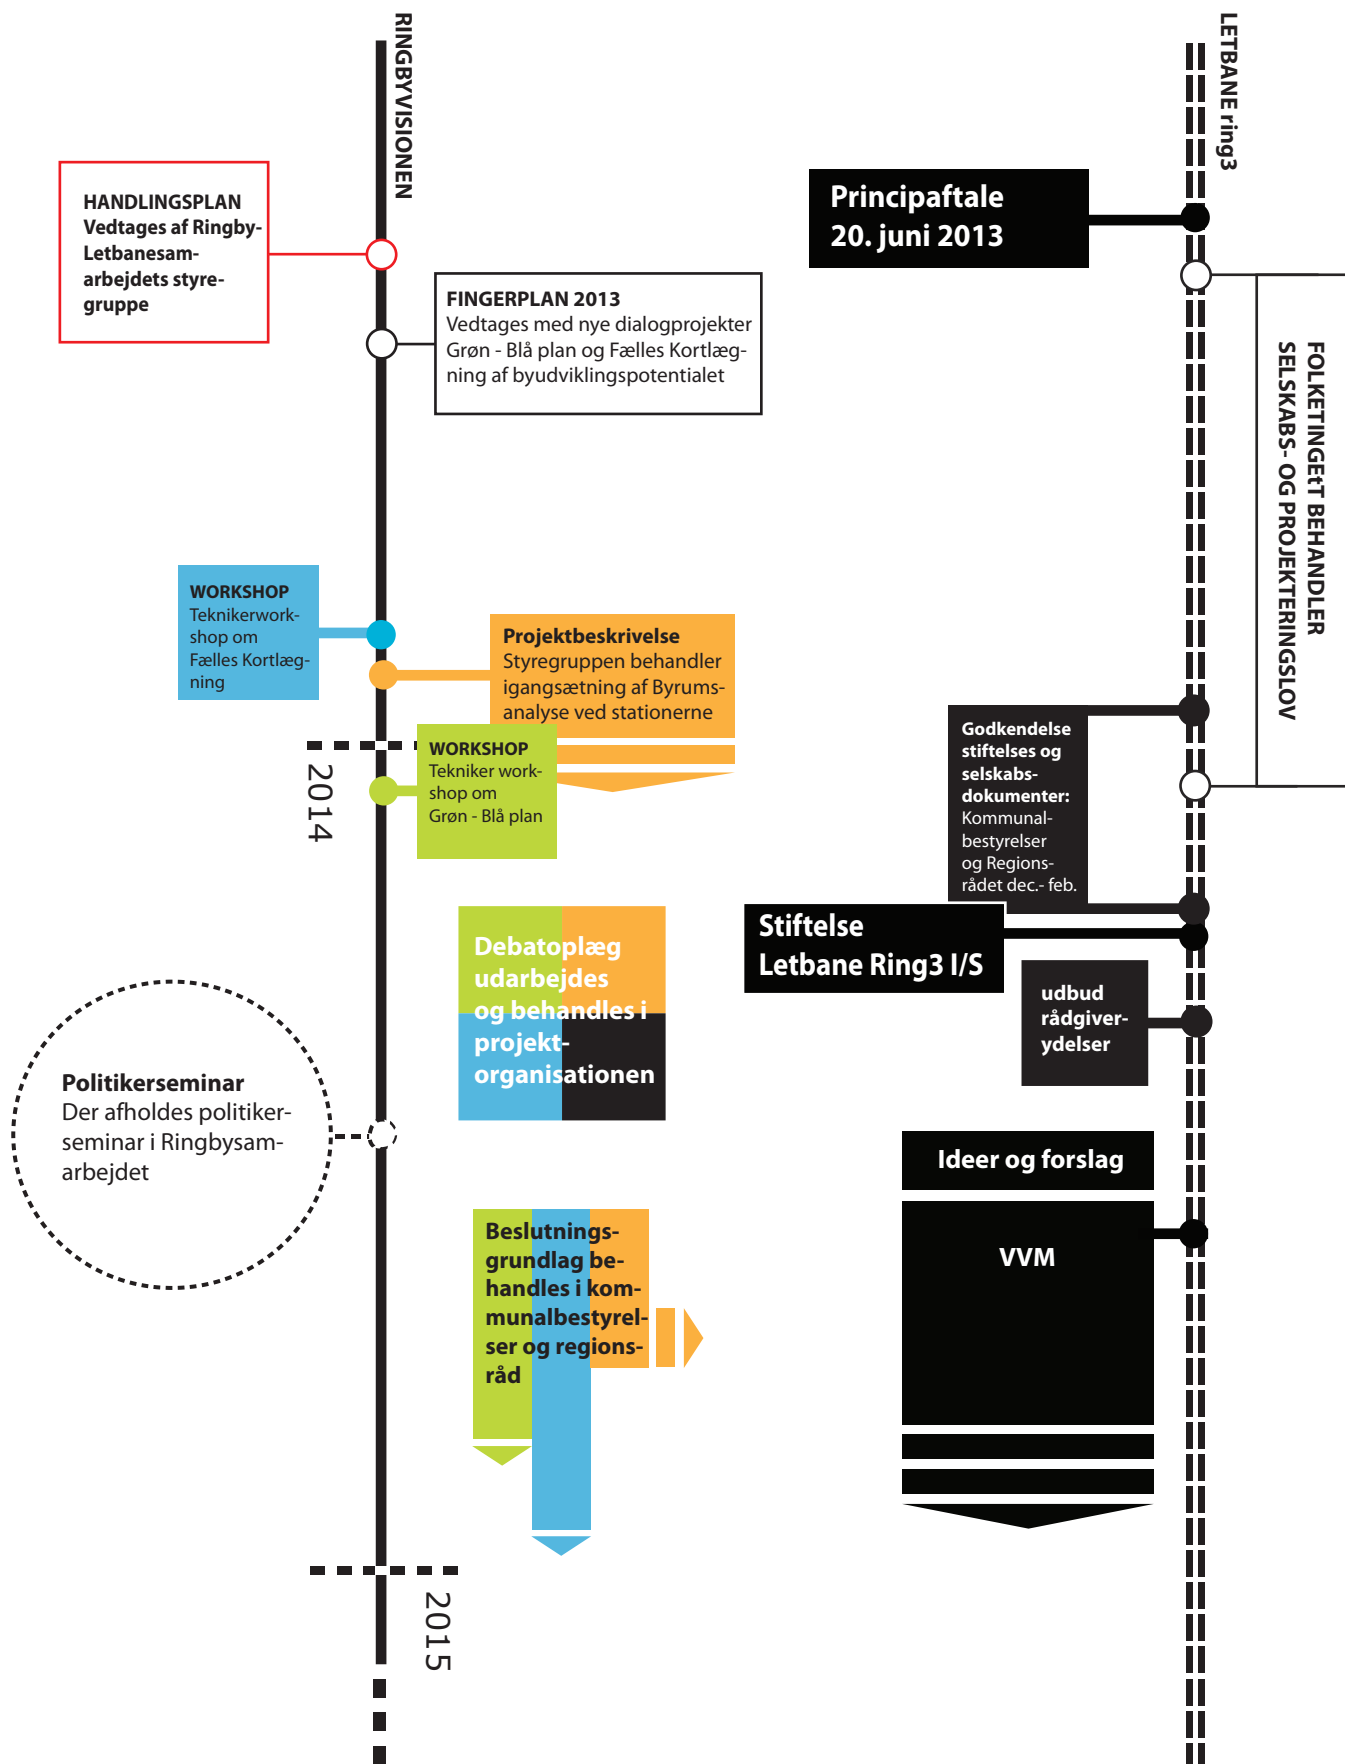 RINGBYVISIONEN
LETBANE ring3
HANDLINGSPLAN
Vedtages af Ringby-
Letbanesam-
arbejdets styre-
gruppe
Principaftale
20. juni 2013
FINGERPLAN 2013
Vedtages med nye dialogprojekter
Grøn - Blå plan og Fælles Kortlæg-
ning af byudviklingspotentialet
FOLKETINGEtT BEHANDLER
SELSKABS- OG PROJEKTERINGSLOV
WORKSHOP
Teknikerwork-
shop om
Fælles Kortlæg-
ning
Projektbeskrivelse
Styregruppen behandler
igangsætning af Byrums-
analyse ved stationerne
2014
WORKSHOP
Tekniker work-
shop om
Grøn - Blå plan
Godkendelse
stiftelses og
selskabs-
dokumenter:
Kommunal-
bestyrelser
og Regions-
rådet dec.- feb.
Stiftelse
Letbane Ring3 I/S
Debatoplæg
udarbejdes
og behandles i
projekt-
organisationen
udbud
rådgiver-
ydelser
Politikerseminar
Der afholdes politiker-
seminar i Ringbysam-
arbejdet
Ideer og forslag
VVM
Beslutnings-
grundlag be-
handles i kom-
munalbestyrel-
ser og regions-
råd
2015